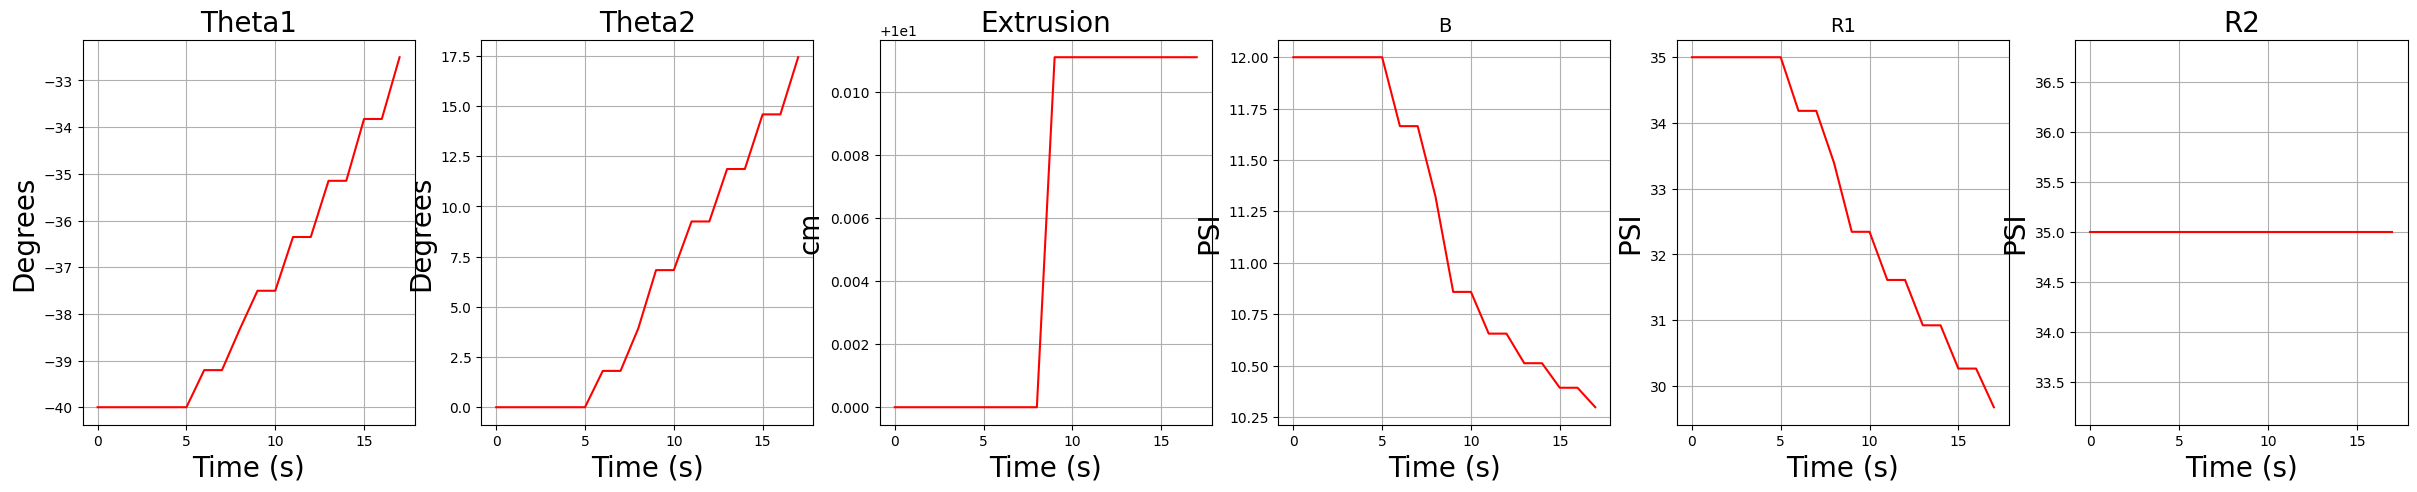 Theta1
Degrees
−33
−34
−35
−36
−37
−38
−39
−40
0 5 10 15
Time (s)
Theta2
Degrees
17.5
15.0
12.5
10.0
7.5
5.0
2.5
0.0
0 5 10 15
Time (s)
Extrusion
+1e1
cm
0.010
0.008
0.006
0.004
0.002
0.000
0 5 10 15
Time (s)
B
PSI
12.00
11.75
11.50
11.25
11.00
10.75
10.50
10.25
0 5 10 15
Time (s)
R1
PSI
35
34
33
32
31
30
0 5 10 15
Time (s)
R2
PSI
36.5
36.0
35.5
35.0
34.5
34.0
33.5
0 5 10 15
Time (s)